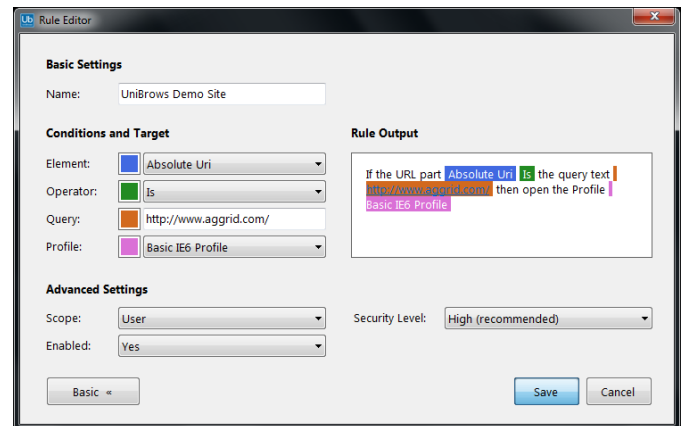 Ub Rule Editor
Basic Settings
Name: UniBrows Demo Site
Conditions and Target
Element: Absolute Uri
Operator: Is
Query: http://www.aggrid.com/
Profile: Basic IE6 Profile
Rule Output
If the URL part Absolute Uri Is the query text
http://www.aggrid.com/ then open the Profile
Basic IE6 Profile
Advanced Settings
Scope: User
Security Level: High (recommended)
Enabled: Yes
Basic «
Save Cancel